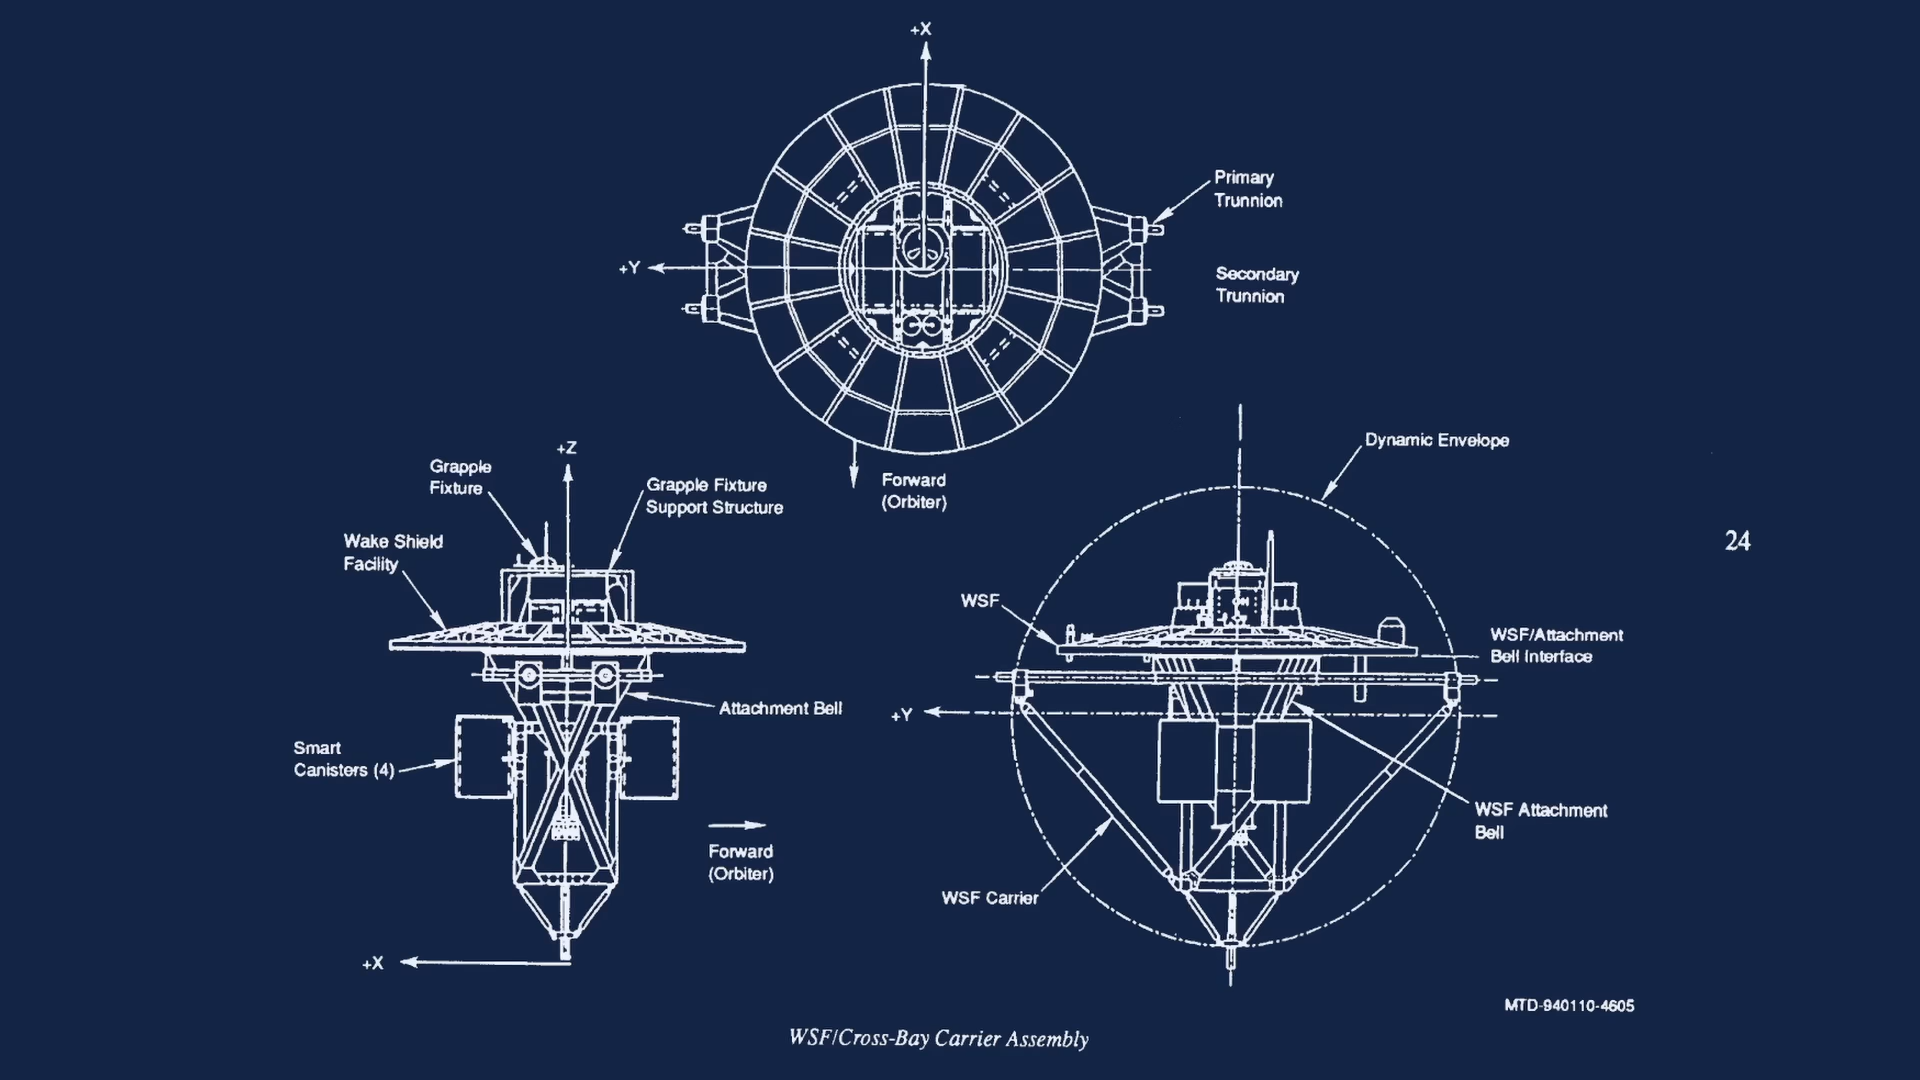 +X
Primary
Trunnion
+Y
Secondary
Trunnion
Forward
(Orbiter)
+Z
Grapple
Fixture
Grapple Fixture
Support Structure
Wake Shield
Facility
Attachment Bell
Smart
Canisters (4)
Forward
(Orbiter)
+X
Dynamic Envelope
24
WSF
WSF/Attachment
Bell Interface
+Y
WSF Attachment
Bell
WSF Carrier
MTD-940110-4605
WSF/Cross-Bay Carrier Assembly